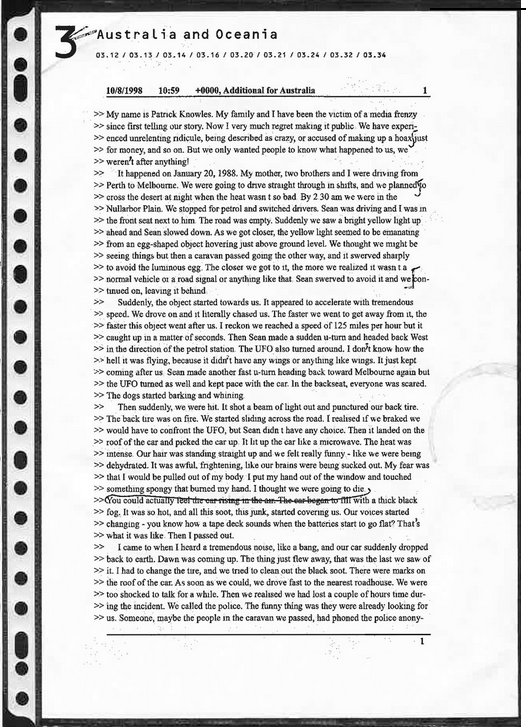 3 Australia and Oceania
03.12 / 03.13 / 03.14 / 03.16 / 03.20 / 03.21 / 03.24 / 03.32 / 03.34
10/8/1998 10:59 +0000, Additional for Australia 1
>> My name is Patrick Knowles. My family and I have been the victim of a media frenzy
>> since first telling our story. Now I very much regret making it public. We have experi-
>> enced unrelenting ridicule, being described as crazy, or accused of making up a hoax just
>> for money, and so on. But we only wanted people to know what happened to us, we
>> weren't after anything!
>> It happened on January 20, 1988. My mother, two brothers and I were driving from
>> Perth to Melbourne. We were going to drive straight through in shifts, and we planned to
>> cross the desert at night when the heat wasn t so bad. By 2 30 am we were in the
>> Nullarbor Plain. We stopped for petrol and switched drivers. Sean was driving and I was in
>> the front seat next to him. The road was empty. Suddenly we saw a bright yellow light up
>> ahead and Sean slowed down. As we got closer, the yellow light seemed to be emanating
>> from an egg-shaped object hovering just above ground level. We thought we might be
>> seeing things but then a caravan passed going the other way, and it swerved sharply
>> to avoid the luminous egg. The closer we got to it, the more we realized it wasn t a
>> normal vehicle or a road signal or anything like that. Sean swerved to avoid it and we con-
>> tinued on, leaving it behind.
>> Suddenly, the object started towards us. It appeared to accelerate with tremendous
>> speed. We drove on and it literally chased us. The faster we went to get away from it, the
>> faster this object went after us. I reckon we reached a speed of 125 miles per hour but it
>> caught up in a matter of seconds. Then Sean made a sudden u-turn and headed back West
>> in the direction of the petrol station. The UFO also turned around. I don't know how the
>> hell it was flying, because it didn't have any wings or anything like wings. It just kept
>> coming after us. Sean made another fast u-turn heading back toward Melbourne again but
>> the UFO turned as well and kept pace with the car. In the backseat, everyone was scared.
>> The dogs started barking and whining.
>> Then suddenly, we were hit. It shot a beam of light out and punctured our back tire.
>> The back tire was on fire. We started sliding across the road. I realised if we braked we
>> would have to confront the UFO, but Sean didn t have any choice. Then it landed on the
>> roof of the car and picked the car up. It lit up the car like a microwave. The heat was
>> intense. Our hair was standing straight up and we felt really funny - like we were being
>> dehydrated. It was awful, frightening, like our brains were being sucked out. My fear was
>> that I would be pulled out of my body. I put my hand out of the window and touched
>> something spongy that burned my hand. I thought we were going to die
>> You could actually feel the car rising in the air. The car began to fill with a thick black
>> fog. It was so hot, and all this soot, this junk, started covering us. Our voices started
>> changing - you know how a tape deck sounds when the batteries start to go flat? That's
>> what it was like. Then I passed out.
>> I came to when I heard a tremendous noise, like a bang, and our car suddenly dropped
>> back to earth. Dawn was coming up. The thing just flew away, that was the last we saw of
>> it. I had to change the tire, and we tried to clean out the black soot. There were marks on
>> the roof of the car. As soon as we could, we drove fast to the nearest roadhouse. We were
>> too shocked to talk for a while. Then we realised we had lost a couple of hours time dur-
>> ing the incident. We called the police. The funny thing was they were already looking for
>> us. Someone, maybe the people in the caravan we passed, had phoned the police anony-
1